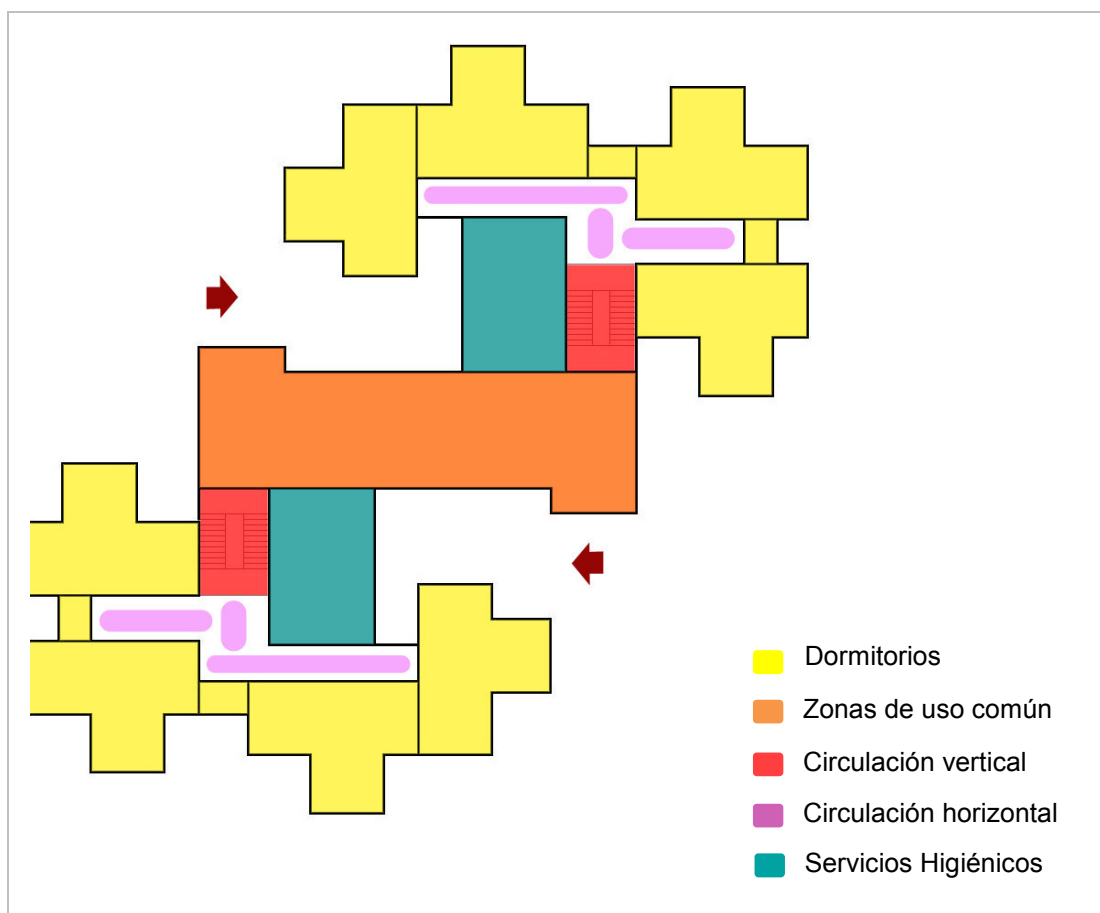 Dormitorios
Zonas de uso común
Circulación vertical
Circulación horizontal
Servicios Higiénicos